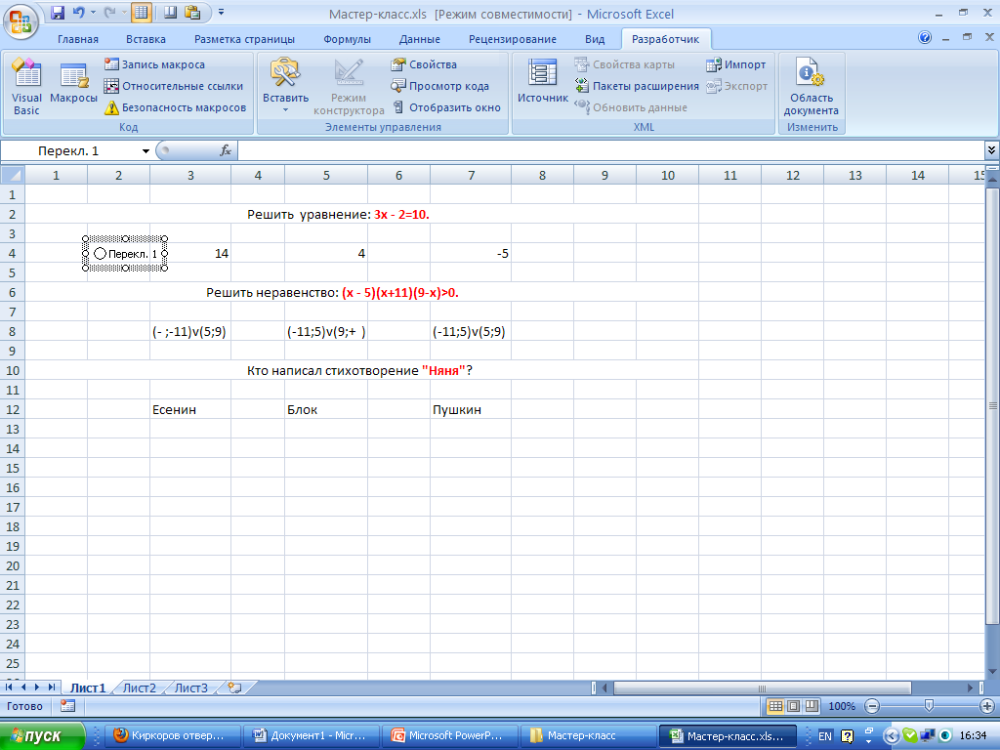 Мастер-класс.xls [Режим совместимости] - Microsoft Excel
Главная Вставка Разметка страницы Формулы Данные Рецензирование Вид Разработчик
Visual Basic
Макросы
Запись макроса
Относительные ссылки
Безопасность макросов
Код
Вставить
Режим конструктора
Свойства
Просмотр кода
Отобразить окно
Элементы управления
Источник
Свойства карты
Пакеты расширения
Обновить данные
Импорт
Экспорт
XML
Область документа
Изменить
Перекл. 1 fx
1 2 3 4 5 6 7 8 9 10 11 12 13 14 15
1
2 Решить уравнение: 3x - 2=10.
3
4 Перекл. 1 14 4 -5
5
6 Решить неравенство: (x - 5)(x+11)(9-x)>0.
7
8 (- ;-11)v(5;9) (-11;5)v(9;+ ) (-11;5)v(5;9)
9
10 Кто написал стихотворение "Няня"?
11
12 Есенин Блок Пушкин
13
14
15
16
17
18
19
20
21
22
23
24
25
Лист1 Лист2 Лист3
Готово 100%
пуск Киркоров отвер... Документ1 - Micr... Microsoft PowerP... Мастер-класс Мастер-класс.xls... EN 16:34